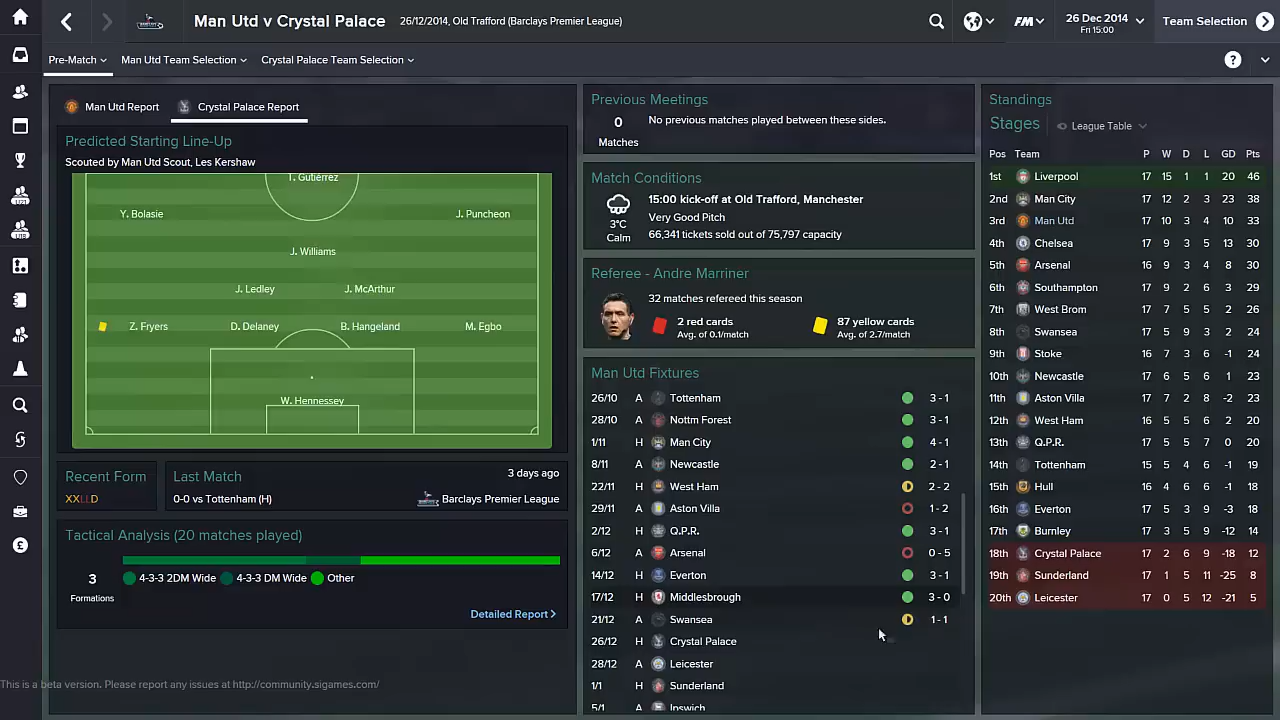 Man Utd v Crystal Palace 26/12/2014, Old Trafford (Barclays Premier League)
FM
26 Dec 2014
Fri 15:00
Team Selection
Pre-Match Man Utd Team Selection Crystal Palace Team Selection
?
Man Utd Report Crystal Palace Report
Predicted Starting Line-Up
Scouted by Man Utd Scout, Les Kershaw
T. Gutiérrez
Y. Bolasie J. Puncheon
J. Williams
J. Ledley J. McArthur
Z. Fryers D. Delaney B. Hangeland M. Egbo
W. Hennessey
Recent Form
XXLLD
Last Match 3 days ago
0-0 vs Tottenham (H) Barclays Premier League
Tactical Analysis (20 matches played)
3
Formations
4-3-3 2DM Wide 4-3-3 DM Wide Other
Detailed Report >
This is a beta version. Please report any issues at http://community.sigames.com/
Previous Meetings
0
Matches
No previous matches played between these sides.
Match Conditions
3°C
Calm
15:00 kick-off at Old Trafford, Manchester
Very Good Pitch
66,341 tickets sold out of 75,797 capacity
Referee - Andre Marriner
32 matches refereed this season
2 red cards
Avg. of 0.1/match
87 yellow cards
Avg. of 2.7/match
Man Utd Fixtures
26/10 A Tottenham 3 - 1
28/10 A Nottm Forest 3 - 1
1/11 H Man City 4 - 1
8/11 A Newcastle 2 - 1
22/11 H West Ham 2 - 2
29/11 A Aston Villa 1 - 2
2/12 H Q.P.R. 3 - 1
6/12 A Arsenal 0 - 5
14/12 H Everton 3 - 1
17/12 H Middlesbrough 3 - 0
21/12 A Swansea 1 - 1
26/12 H Crystal Palace
28/12 A Leicester
1/1 H Sunderland
5/1 A Ipswich
Standings
Stages League Table
Pos Team P W D L GD Pts
1st Liverpool 17 15 1 1 20 46
2nd Man City 17 12 2 3 23 38
3rd Man Utd 17 10 3 4 10 33
4th Chelsea 17 9 3 5 13 30
5th Arsenal 16 9 3 4 8 30
6th Southampton 17 9 2 6 3 29
7th West Brom 17 8 2 7 2 26
8th Swansea 17 5 9 3 2 24
9th Stoke 16 7 3 6 -1 24
10th Newcastle 17 6 5 6 1 23
11th Aston Villa 17 7 2 8 -2 23
12th West Ham 16 5 5 6 2 20
13th Q.P.R. 17 5 5 7 0 20
14th Tottenham 15 5 4 6 -1 19
15th Hull 16 4 6 6 -1 18
16th Everton 17 3 9 5 -3 18
17th Burnley 17 3 5 9 -12 14
18th Crystal Palace 17 2 6 9 -18 12
19th Sunderland 17 1 5 11 -25 8
20th Leicester 17 0 5 12 -21 5